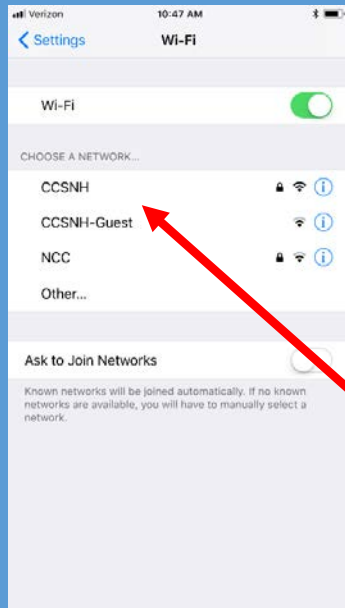 Verizon 10:47 AM
Settings Wi-Fi
Wi-Fi
CHOOSE A NETWORK...
CCSNH
CCSNH-Guest
NCC
Other...
Ask to Join Networks
Known networks will be joined automatically. If no known
networks are available, you will have to manually select a
network.